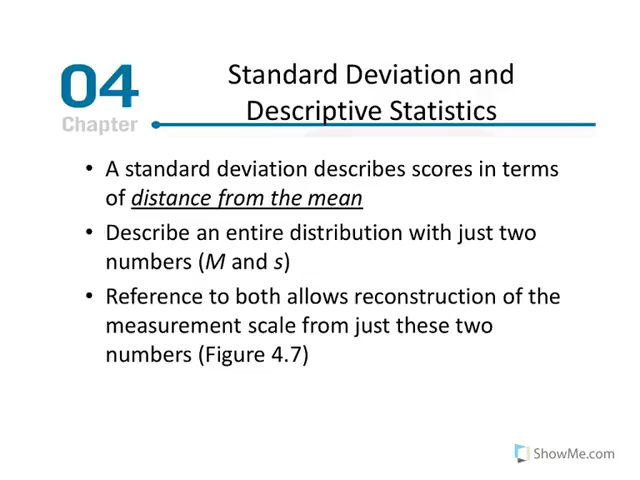 04
Chapter
Standard Deviation and
Descriptive Statistics
• A standard deviation describes scores in terms
of distance from the mean
• Describe an entire distribution with just two
numbers (M and s)
• Reference to both allows reconstruction of the
measurement scale from just these two
numbers (Figure 4.7)
ShowMe.com